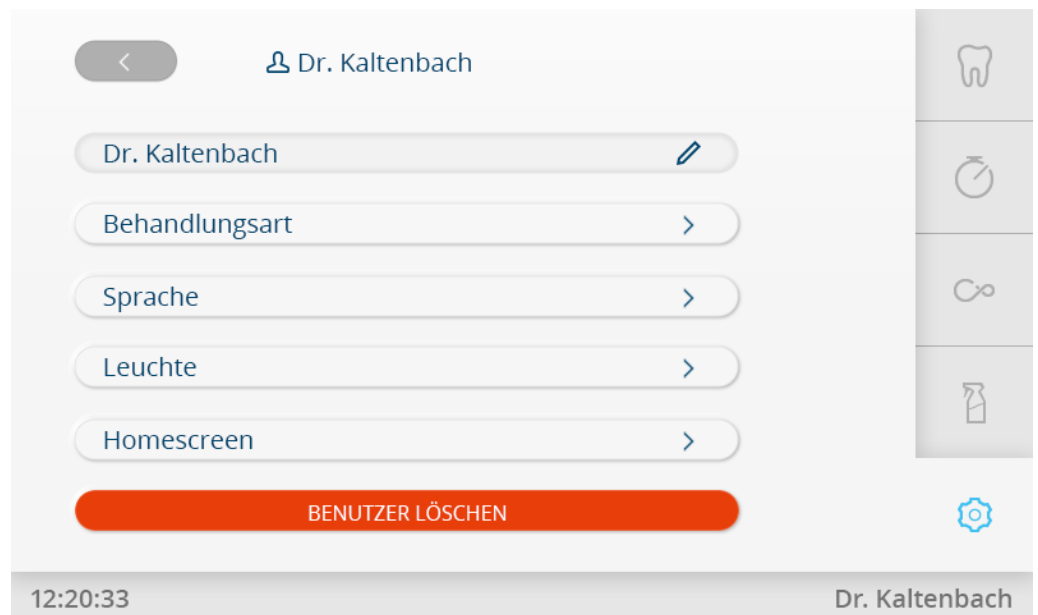 Dr. Kaltenbach
Dr. Kaltenbach
Behandlungsart
Sprache
Leuchte
Homescreen
BENUTZER LÖSCHEN
12:20:33 Dr. Kaltenbach